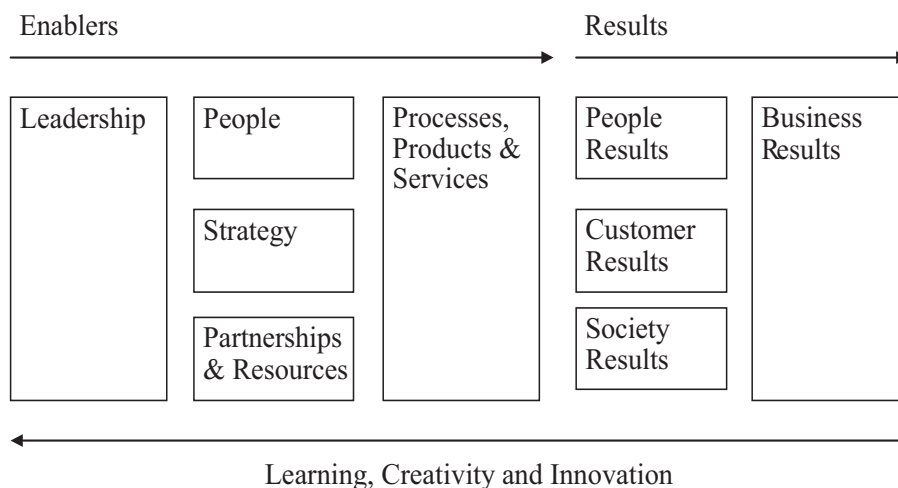 Enablers
Results
Leadership
People
Processes,
Products &
Services
People
Results
Business
Results
Strategy
Customer
Results
Partnerships
& Resources
Society
Results
Learning, Creativity and Innovation